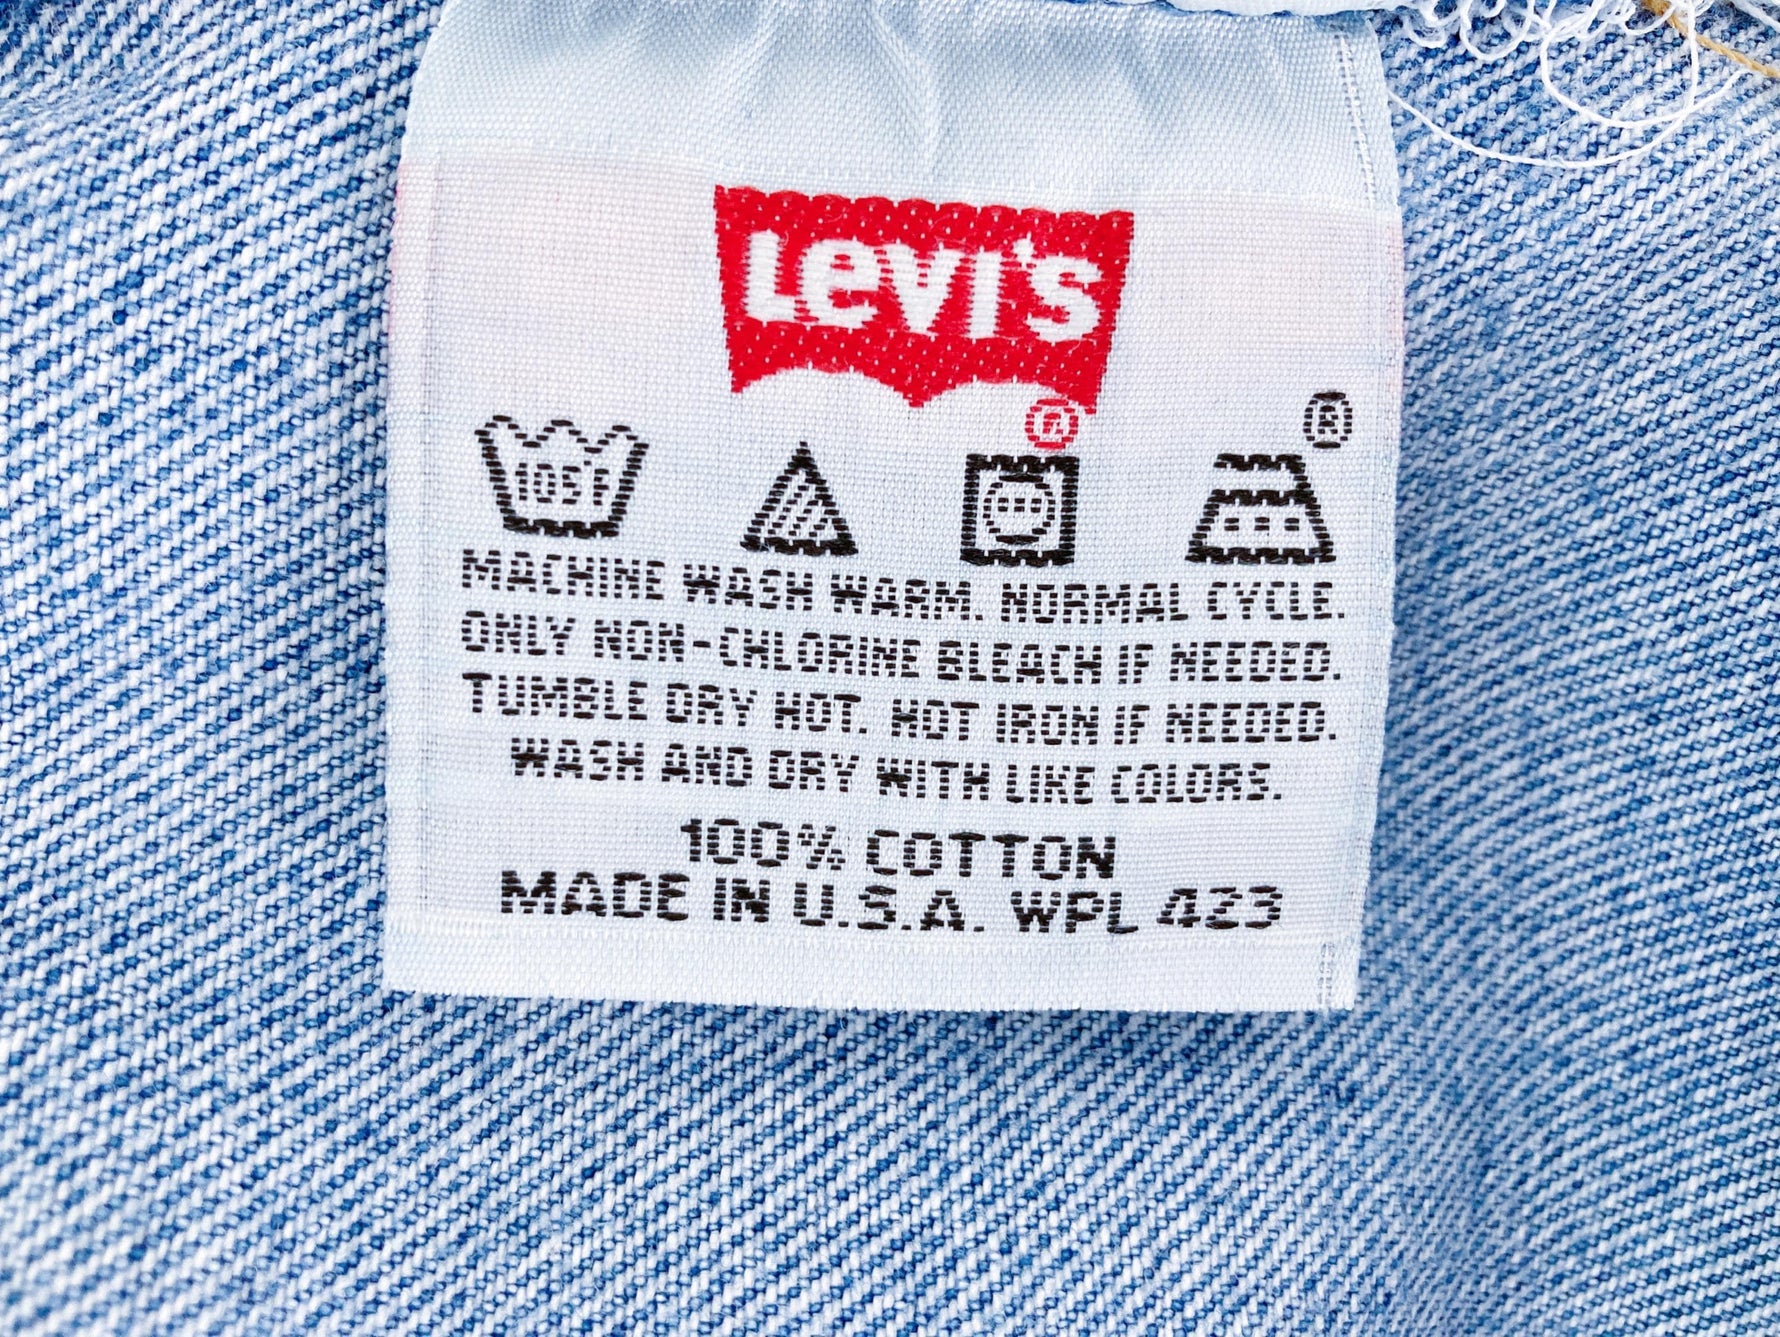 Levi's
®
®
105°F
MACHINE WASH WARM. NORMAL CYCLE.
ONLY NON-CHLORINE BLEACH IF NEEDED.
TUMBLE DRY HOT. HOT IRON IF NEEDED.
WASH AND DRY WITH LIKE COLORS.
100% COTTON
MADE IN U.S.A. WPL 423